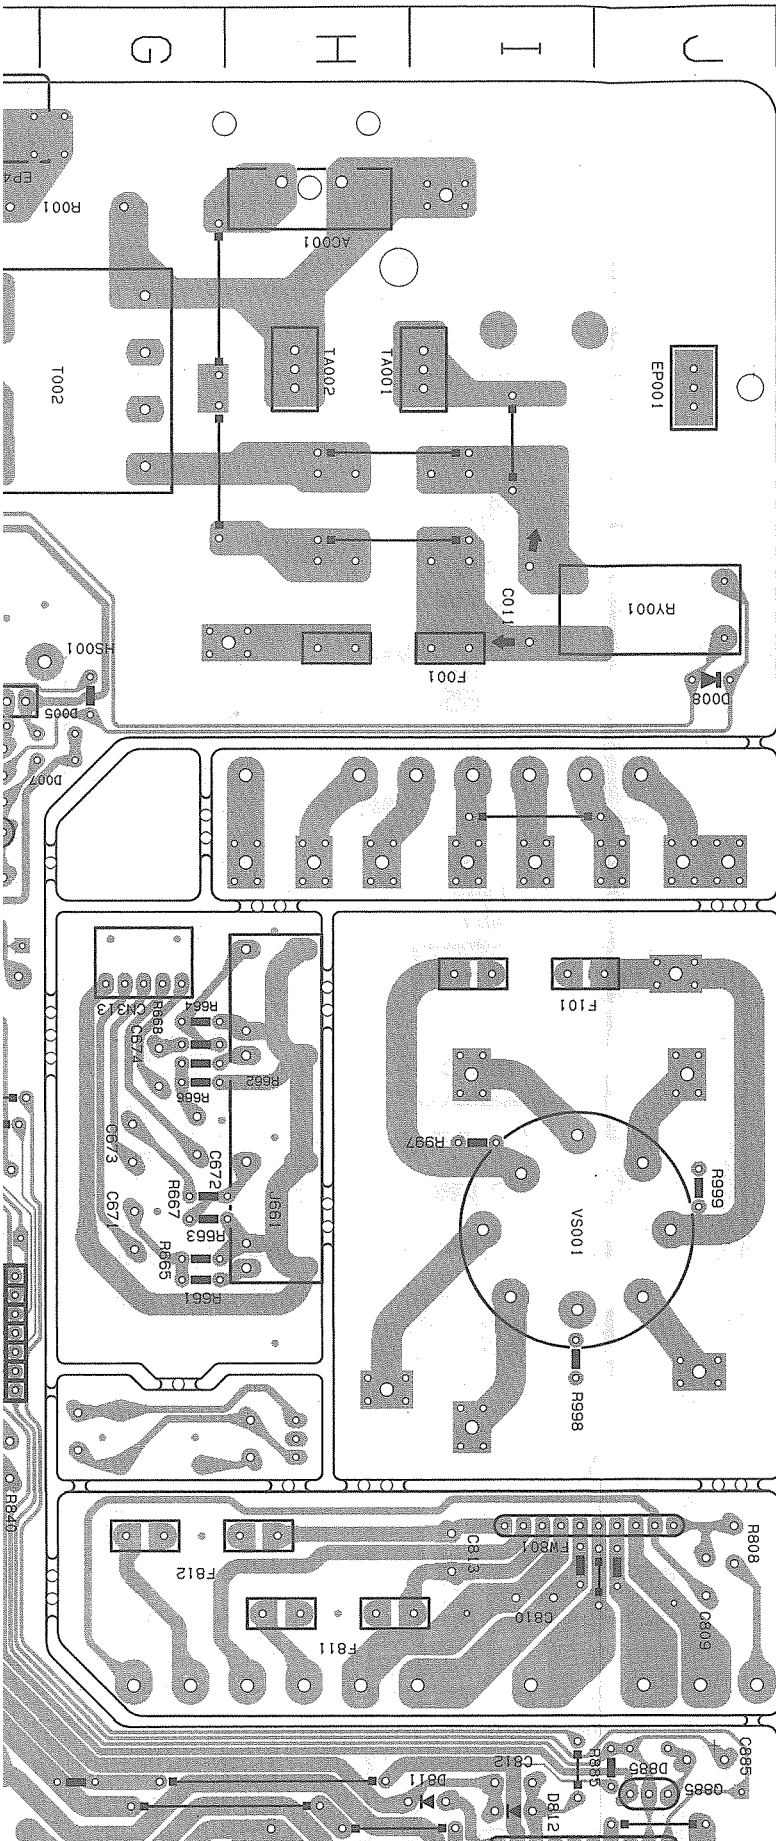 G
H
I
J
EP4
R001
AC001
T002
TA002
TA001
EP001
C011
RY001
HS001
F001
D005
D008
D007
F101
CN313
R668
R664
C674
R662
R666
R997
C673
C672
R999
R667
J661
C671
R663
VS001
R665
R661
R998
R840
C813
FW801
R808
F812
C810
C809
F811
C812
R885
D885
C885
D811
Q885
D812
+